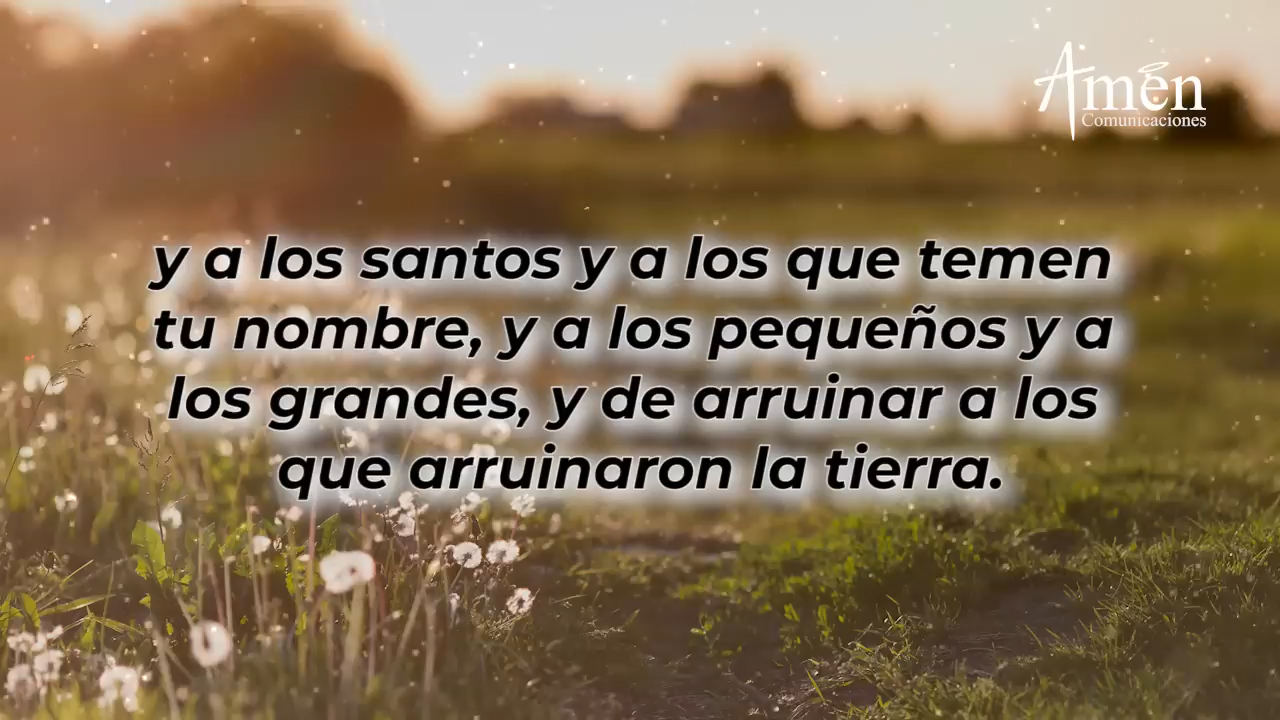 Amén
Comunicaciones
y a los santos y a los que temen
tu nombre, y a los pequeños y a
los grandes, y de arruinar a los
que arruinaron la tierra.